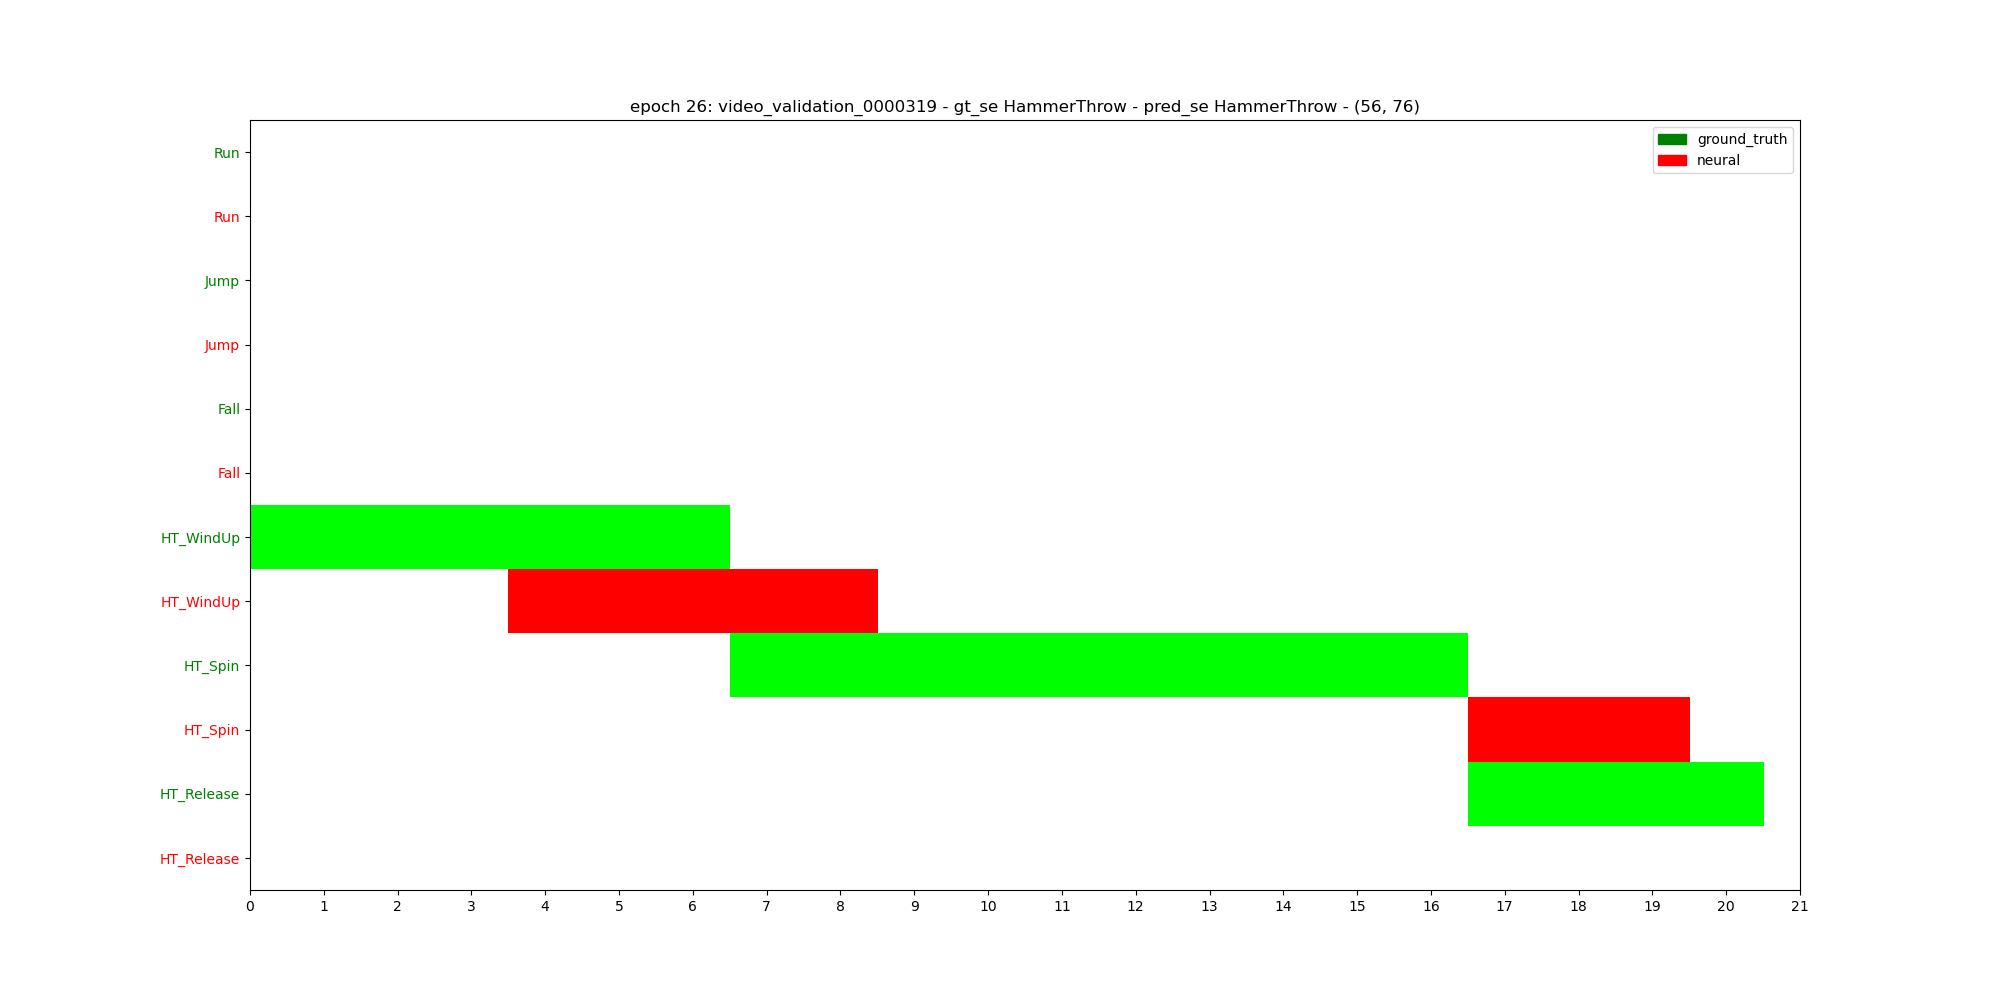 epoch 26: video_validation_0000319 - gt_se HammerThrow - pred_se HammerThrow - (56, 76)
ground_truth
neural
Run
Run
Jump
Jump
Fall
Fall
HT_WindUp
HT_WindUp
HT_Spin
HT_Spin
HT_Release
HT_Release
0 1 2 3 4 5 6 7 8 9 10 11 12 13 14 15 16 17 18 19 20 21